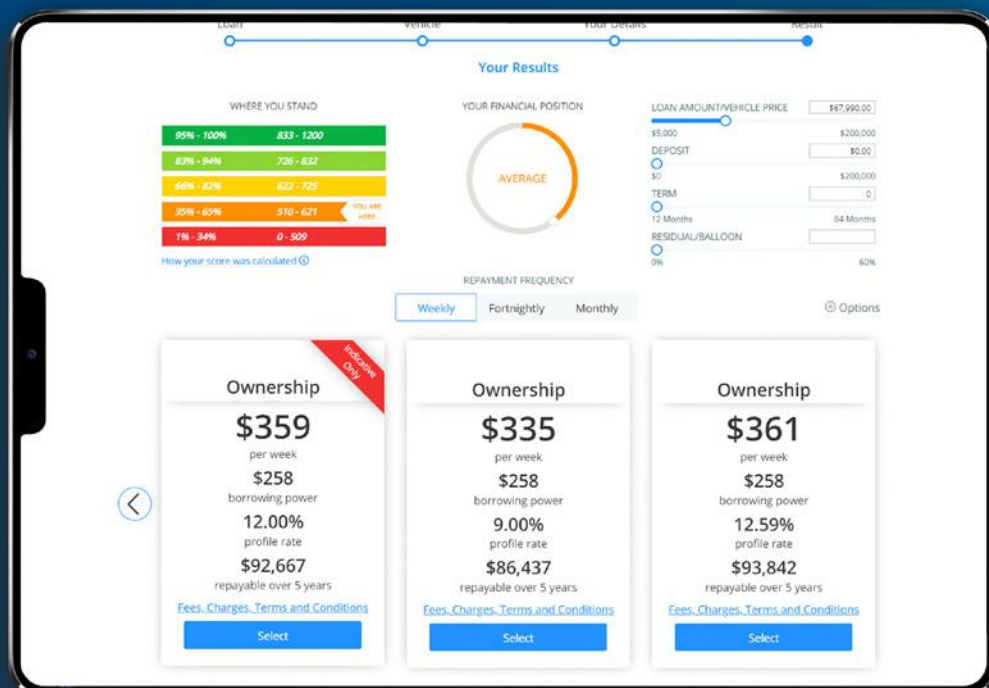 Loan Vehicle Your Details Result
Your Results
WHERE YOU STAND
95% - 100% 833 - 1200
83% - 94% 726 - 832
66% - 82% 622 - 725
35% - 65% 510 - 621
YOU ARE
HERE
1% - 34% 0 - 509
How your score was calculated
YOUR FINANCIAL POSITION
AVERAGE
LOAN AMOUNT/VEHICLE PRICE $67,990.00
$5,000 $200,000
DEPOSIT $0.00
$0 $200,000
TERM 0
12 Months 84 Months
RESIDUAL/BALLOON
0% 60%
REPAYMENT FREQUENCY
Weekly Fortnightly Monthly
Options
Indicative
Only
Ownership
$359
per week
$258
borrowing power
12.00%
profile rate
$92,667
repayable over 5 years
Fees, Charges, Terms and Conditions
Select
Ownership
$335
per week
$258
borrowing power
9.00%
profile rate
$86,437
repayable over 5 years
Fees, Charges, Terms and Conditions
Select
Ownership
$361
per week
$258
borrowing power
12.59%
profile rate
$93,842
repayable over 5 years
Fees, Charges, Terms and Conditions
Select